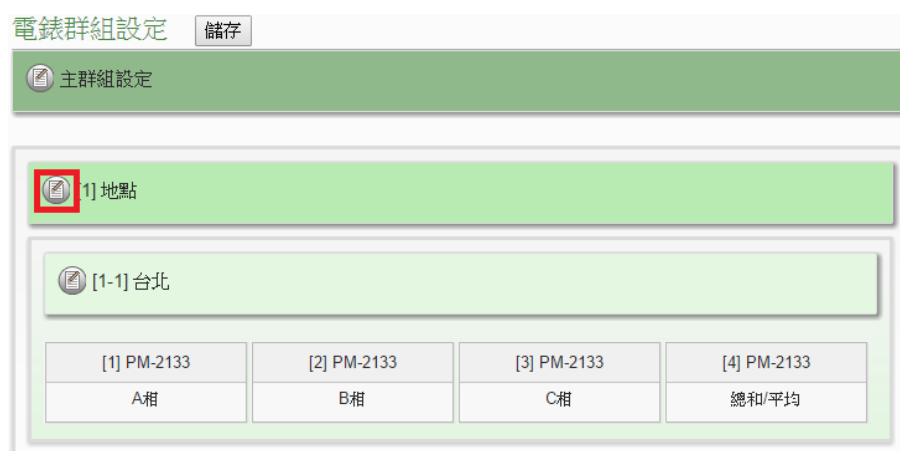 電錶群組設定 儲存
主群組設定
[1] 地點
[1-1] 台北
[1] PM-2133 [2] PM-2133 [3] PM-2133 [4] PM-2133
A相 B相 C相 總和/平均